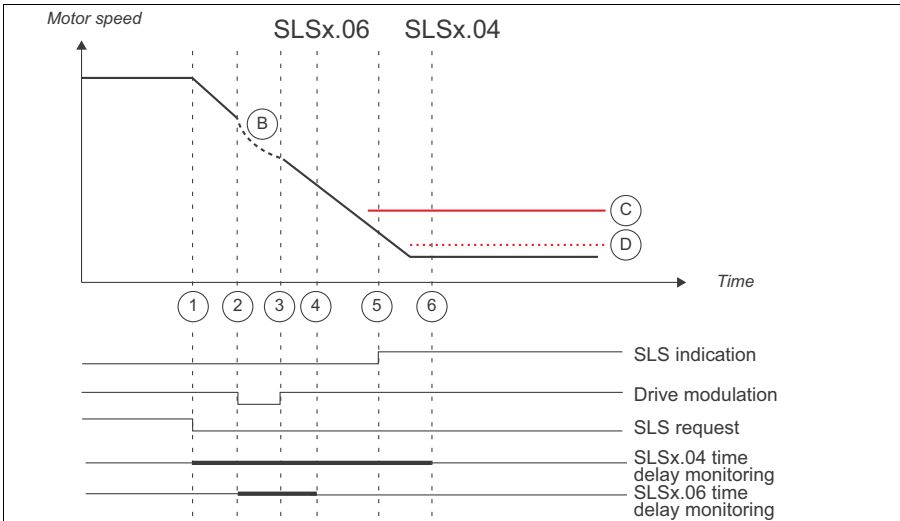 Motor speed
SLSx.06
SLSx.04
B
C
D
Time
1
2
3
4
5
6
SLS indication
Drive modulation
SLS request
SLSx.04 time
delay monitoring
SLSx.06 time
delay monitoring